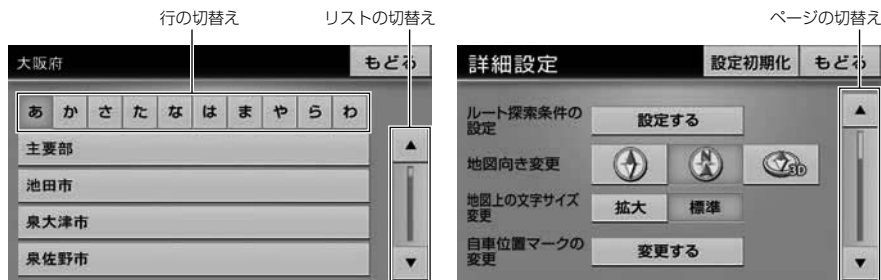 行の切替え
リストの切替え
ページの切替え
大阪府
もどる
あ か さ た な は ま や ら わ
主要部
池田市
泉大津市
泉佐野市
詳細設定
設定初期化
もどる
ルート探索条件の
設定
設定する
地図向き変更
N
3D
地図上の文字サイズ
変更
拡大
標準
自車位置マークの
変更
変更する